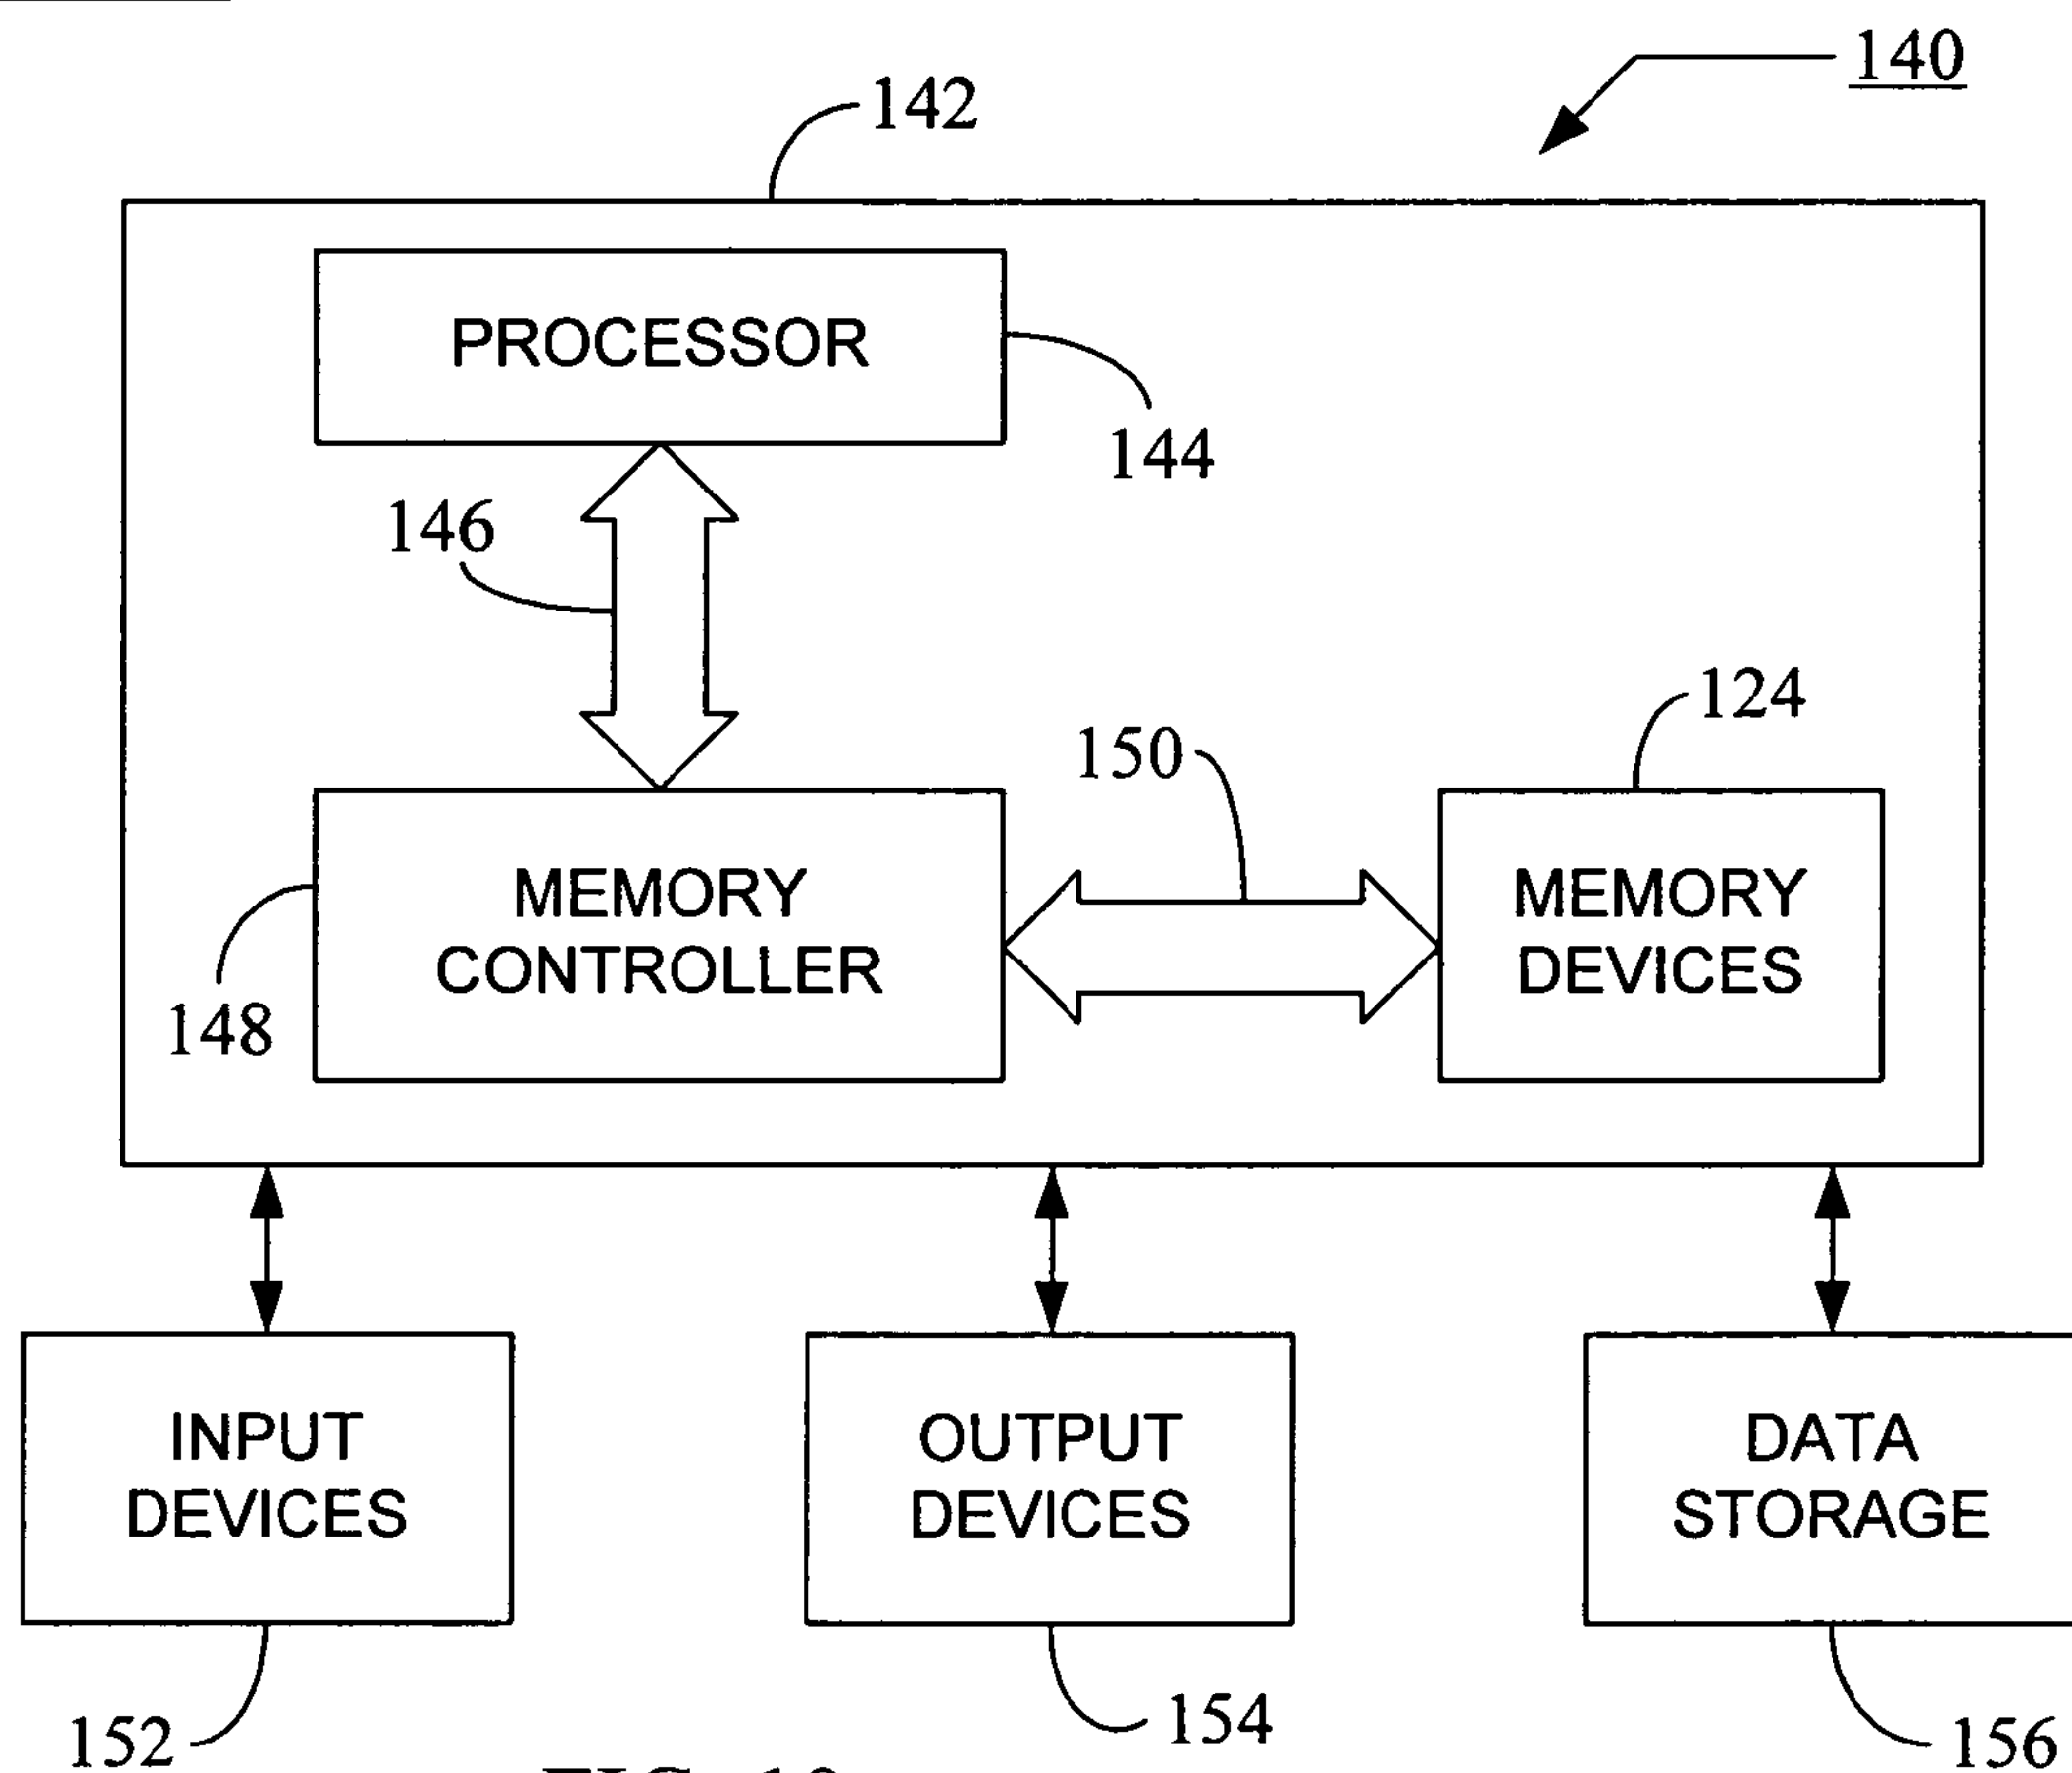 140
142
PROCESSOR
144
146
124
150
MEMORY
CONTROLLER
MEMORY
DEVICES
148
INPUT
DEVICES
OUTPUT
DEVICES
DATA
STORAGE
152
154
156